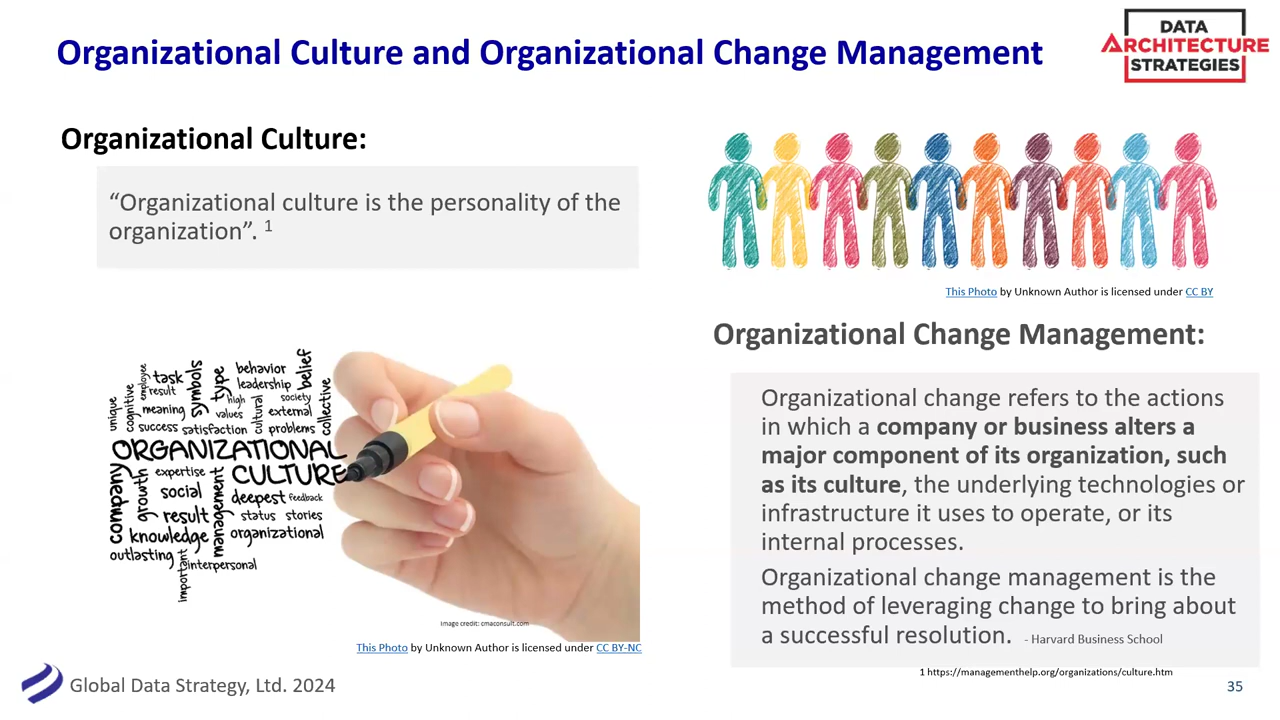 Organizational Culture and Organizational Change Management
DATA
ARCHITECTURE
STRATEGIES
Organizational Culture:
“Organizational culture is the personality of the
organization”. 1
This Photo by Unknown Author is licensed under CC BY
unique
cognitive
employee
task
result
meaning
success
symbols
satisfaction
type
behavior
leadership
high
values
cultural
society
external
problems
belief
collective
ORGANIZATIONAL
CULTURE
company
growth
expertise
social
result
knowledge
outlasting
important
management
deepest
feedback
status
stories
organizational
interpersonal
Image credit: cmaconsult.com
This Photo by Unknown Author is licensed under CC BY-NC
Organizational Change Management:
Organizational change refers to the actions
in which a company or business alters a
major component of its organization, such
as its culture, the underlying technologies or
infrastructure it uses to operate, or its
internal processes.
Organizational change management is the
method of leveraging change to bring about
a successful resolution. - Harvard Business School
1 https://managementhelp.org/organizations/culture.htm
Global Data Strategy, Ltd. 2024
35